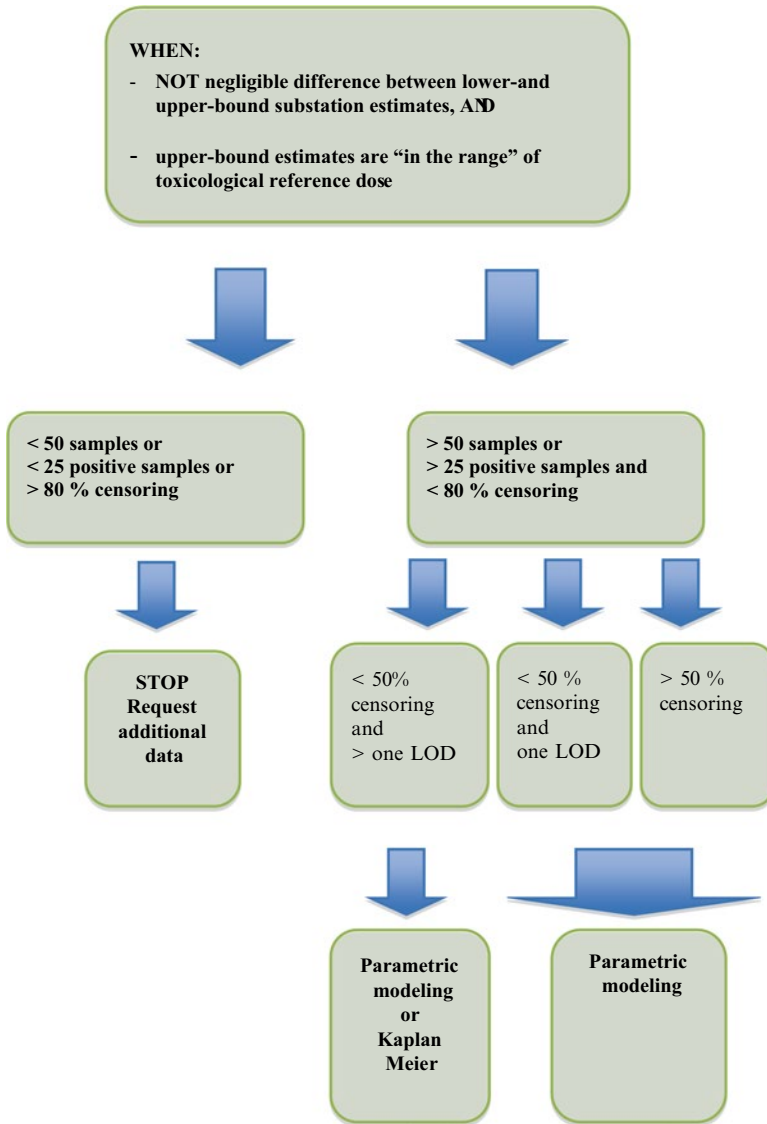 WHEN:
- NOT negligible difference between lower-and
upper-bound substation estimates, AND
- upper-bound estimates are “in the range” of
toxicological reference dose
< 50 samples or
< 25 positive samples or
> 80 % censoring
> 50 samples or
> 25 positive samples and
< 80 % censoring
STOP
Request
additional
data
< 50%
censoring
and
> one LOD
< 50 %
censoring
and
one LOD
> 50 %
censoring
Parametric
modeling
or
Kaplan
Meier
Parametric
modeling